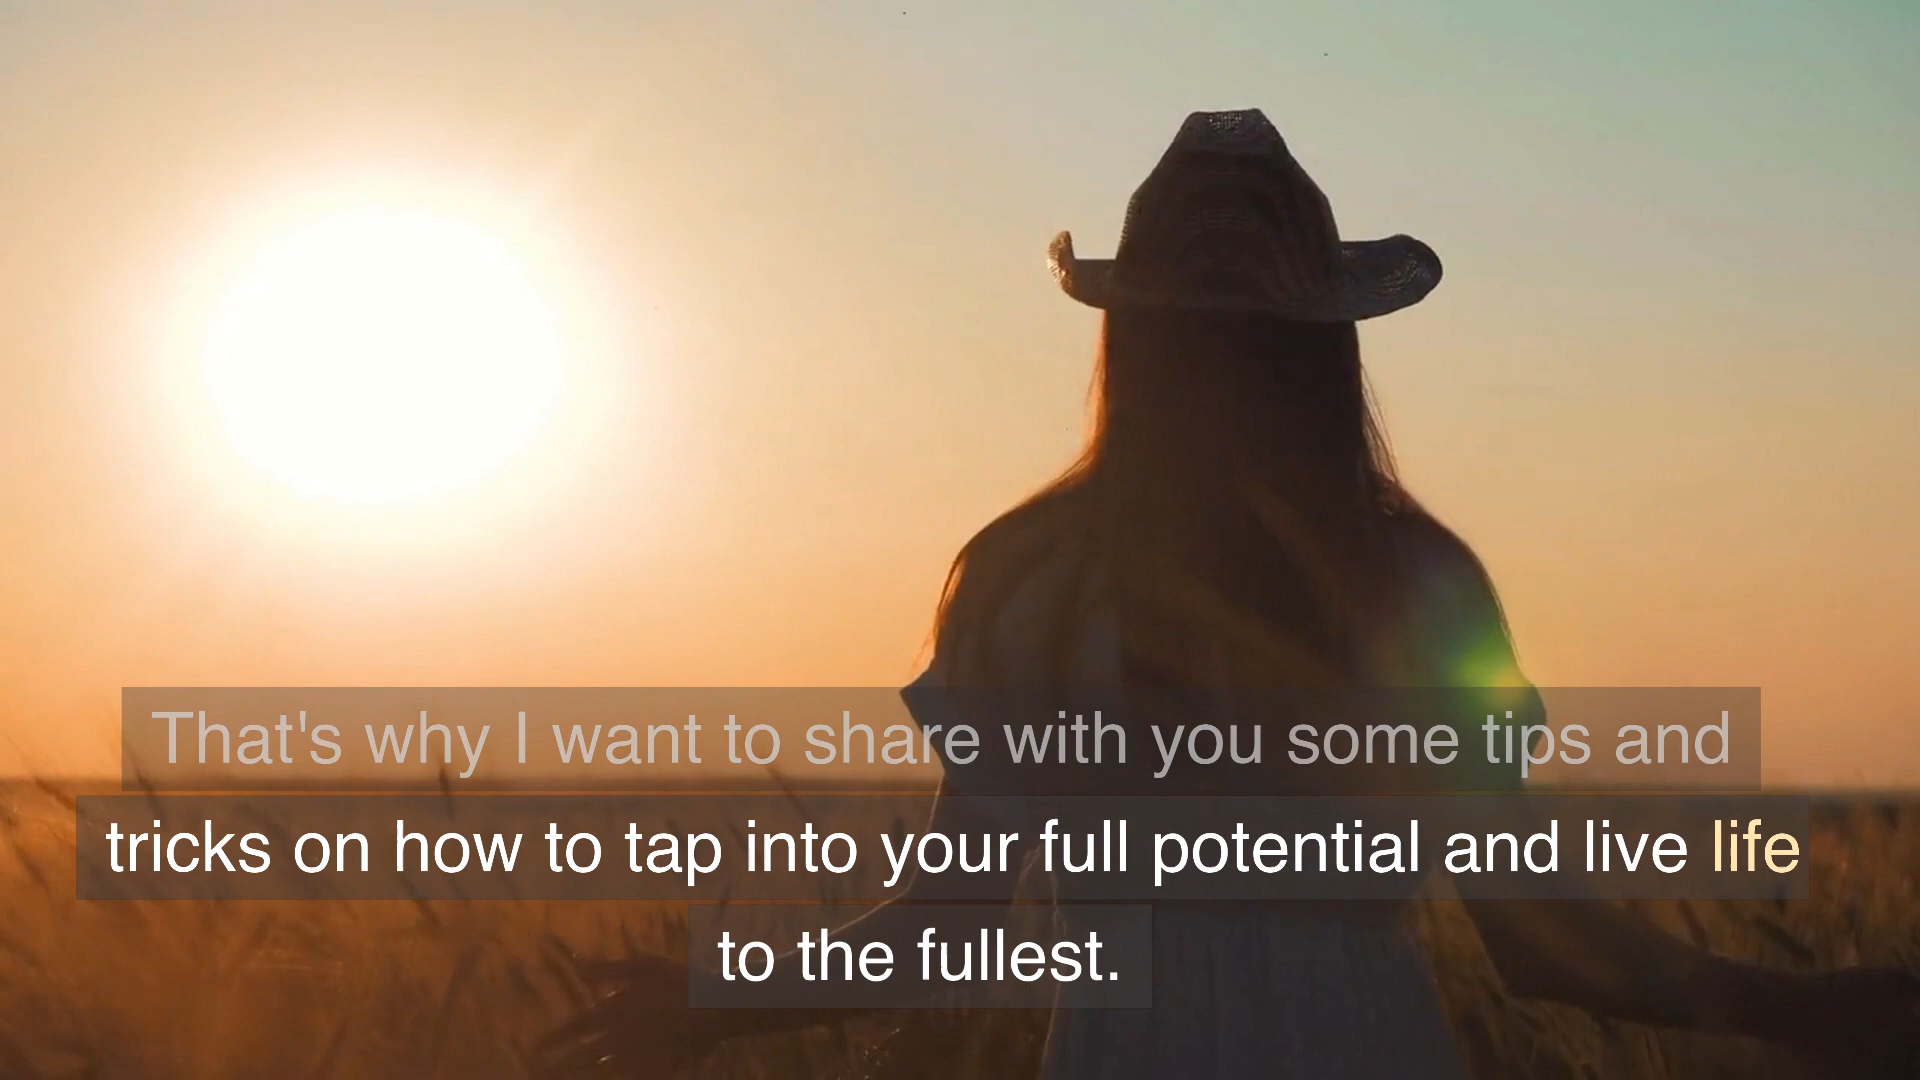 That's why I want to share with you some tips and
tricks on how to tap into your full potential and live life
to the fullest.